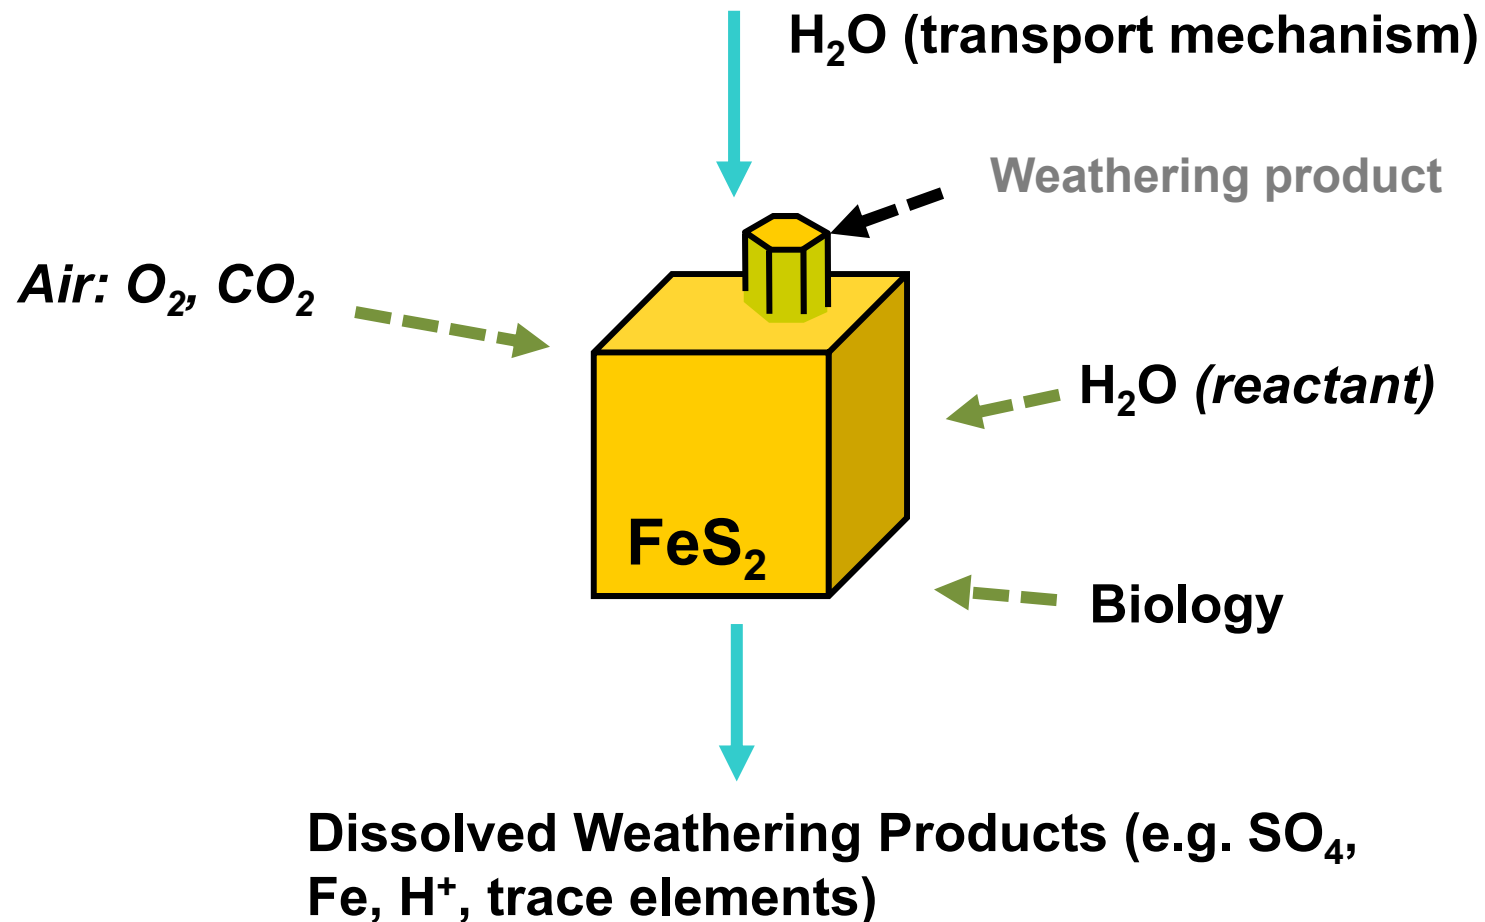 H₂O (transport mechanism)
Weathering product
Air: O₂, CO₂
H₂O (reactant)
FeS₂
Biology
Dissolved Weathering Products (e.g. SO₄,
Fe, H⁺, trace elements)